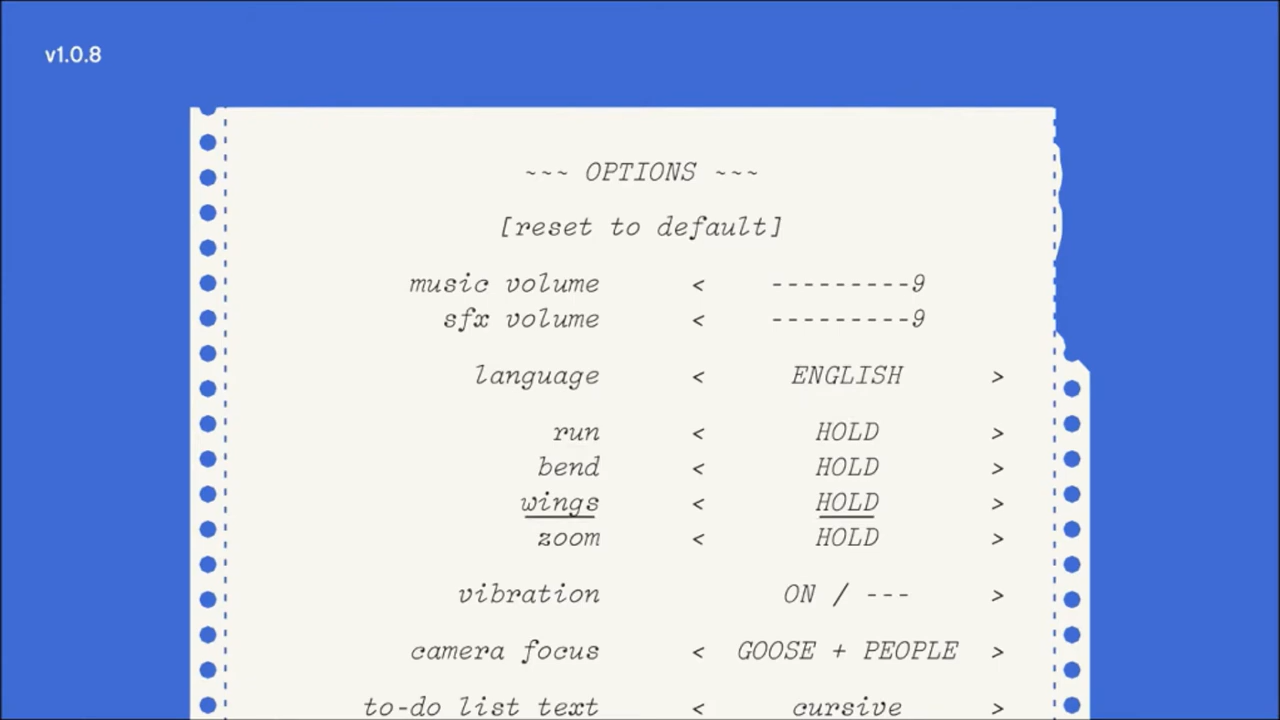 v1.0.8
~~~ OPTIONS ~~~
[reset to default]
music volume < ---------9
sfx volume < ---------9
language < ENGLISH >
run < HOLD >
bend < HOLD >
wings < HOLD >
zoom < HOLD >
vibration ON / --- >
camera focus < GOOSE + PEOPLE >
to-do list text < cursive >